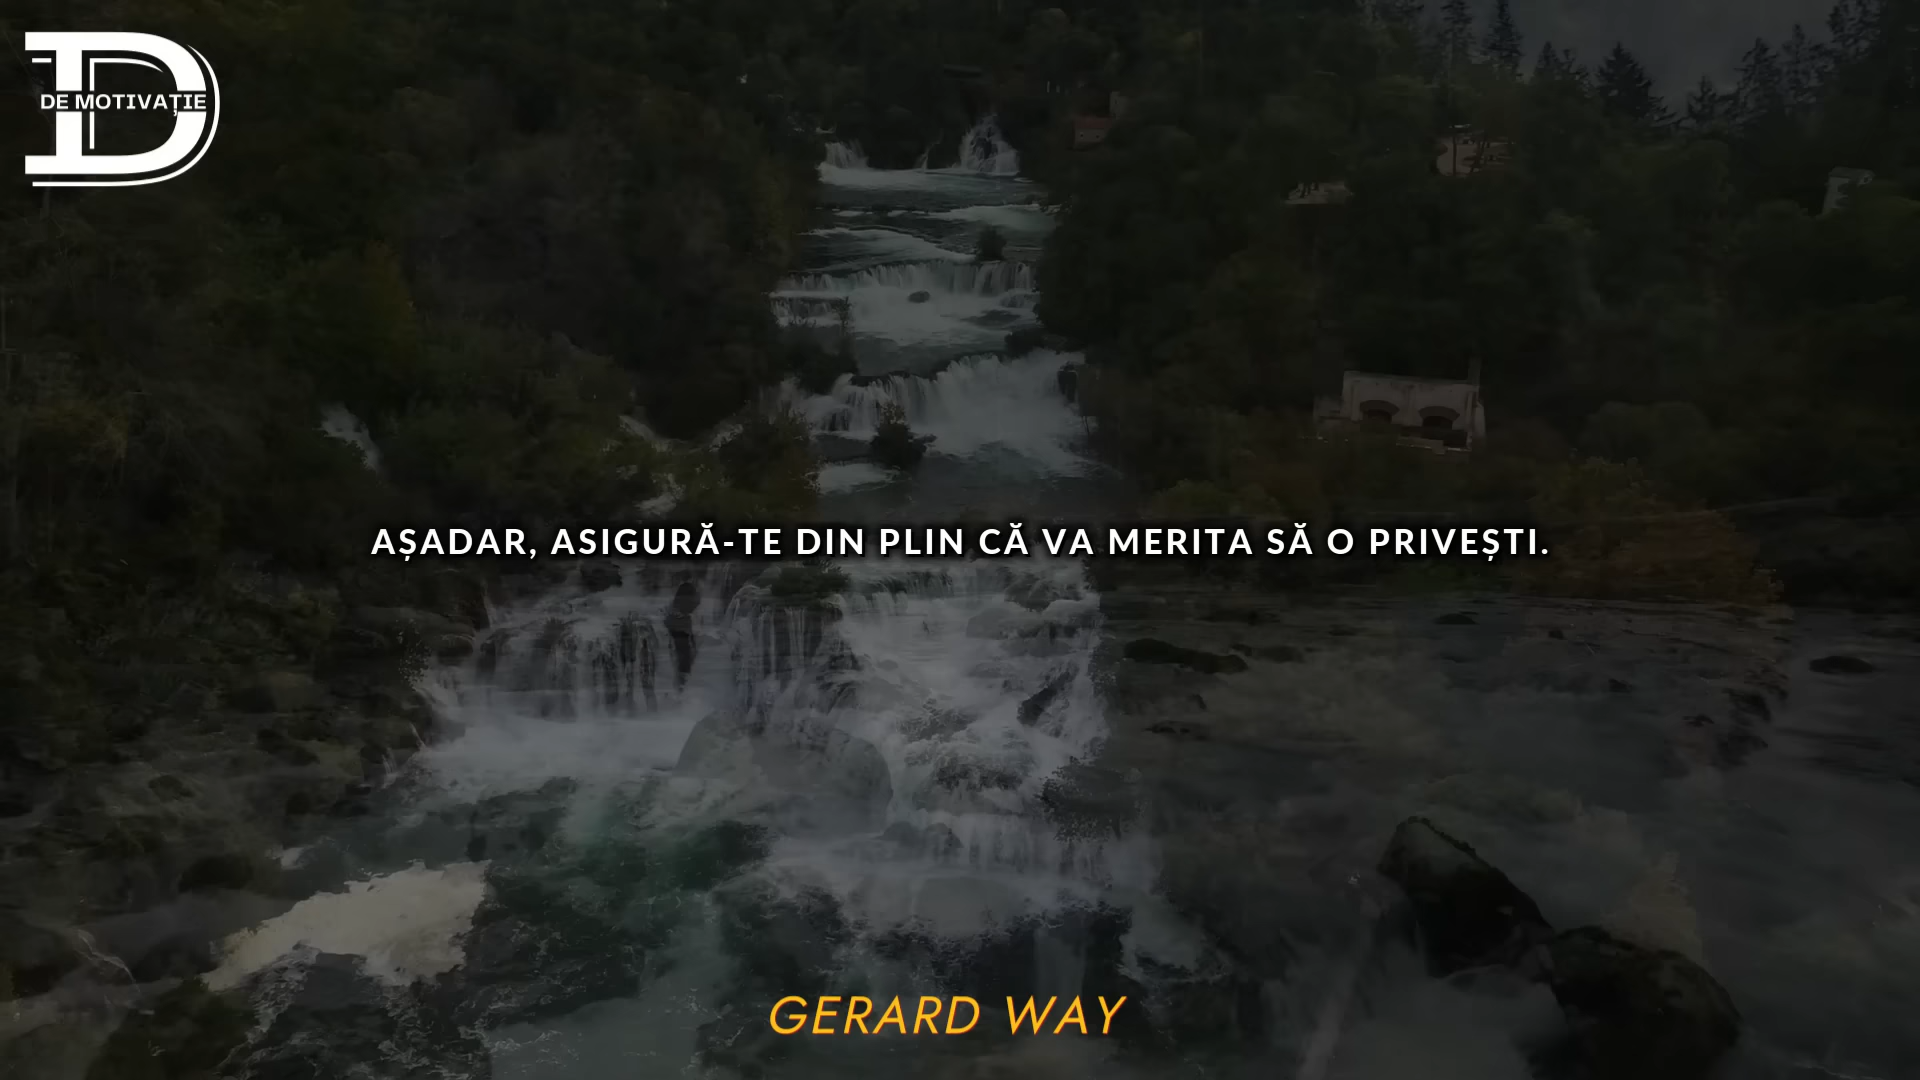 DE MOTIVAȚIE
AȘADAR, ASIGURĂ-TE DIN PLIN CĂ VA MERITA SĂ O PRIVEȘTI.
GERARD WAY